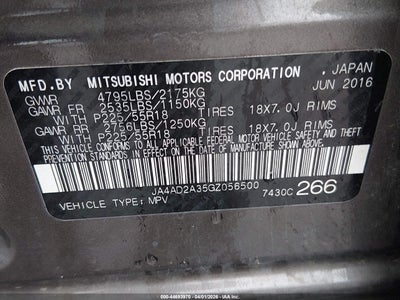 MFD.BY MITSUBISHI MOTORS CORPORATION , JAPAN
GVWR 4795LBS/2175KG JUN 2016
GAWR FR 2535LBS/1150KG
WITH P225/55R18 TIRES 18X7.0J RIMS
GAWR RR 2756LBS/1250KG
WITH P225/55R18 TIRES 18X7.0J RIMS
THIS VEHICLE CONFORMS TO ALL APPLICABLE FEDERAL MOTOR VEHICLE SAFETY, BUMPER, AND THEFT PREVENTION STANDARDS IN EFFECT ON THE DATE OF
MANUFACTURE SHOWN ABOVE.
JA4AD2A35GZ056500 7430C 266
VEHICLE TYPE: MPV